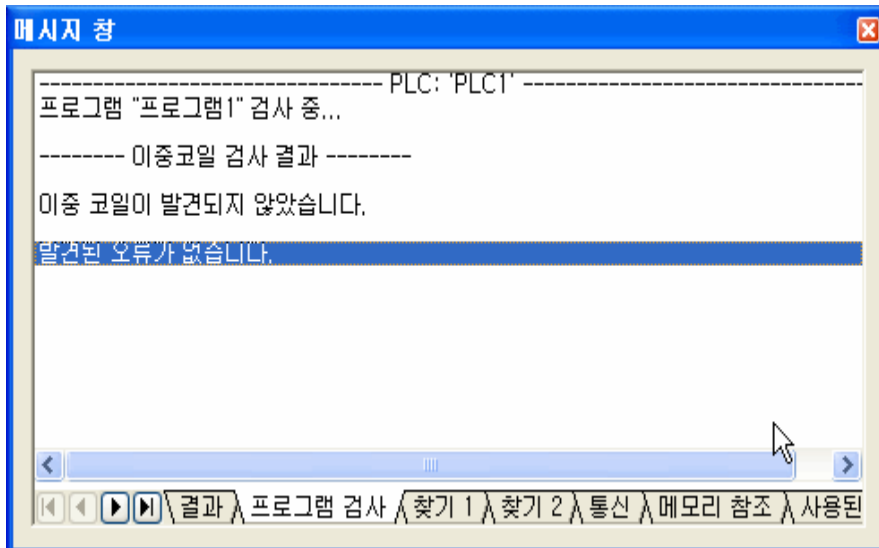 메시지 창
-------------------------------- PLC: 'PLC1' --------------------------------
프로그램 "프로그램1" 검사 중...
-------- 이중코일 검사 결과 --------
이중 코일이 발견되지 않았습니다.
발견된 오류가 없습니다.
결과 프로그램 검사 찾기 1 찾기 2 통신 메모리 참조 사용된